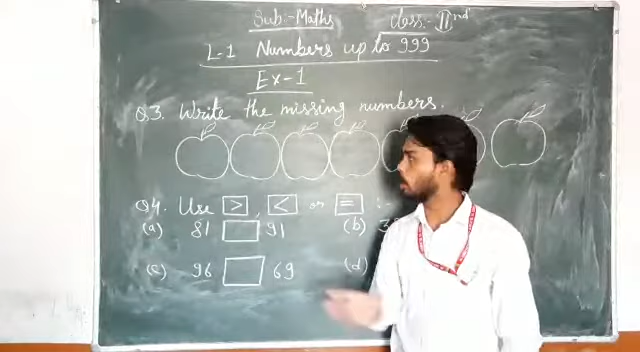 Sub:- Maths Class:- IInd
L-1 Numbers up to 999
Ex-1
Q3. Write the missing numbers.
Q4. Use > , < or = :-
(a) 81 91 (b)
(c) 96 69 (d)